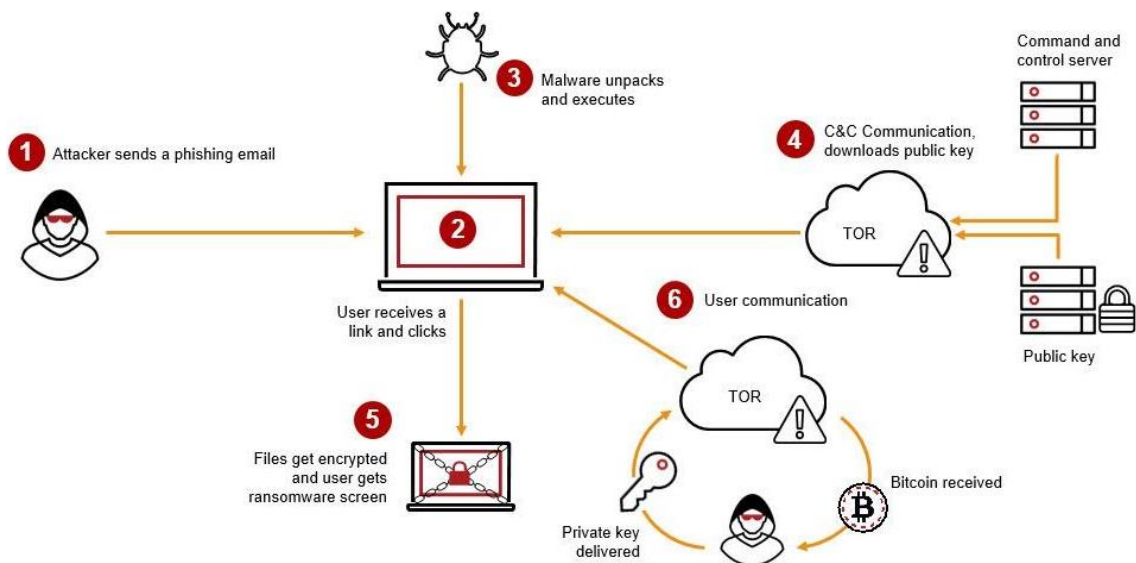 Command and
control server
3
Malware unpacks
and executes
1
Attacker sends a phishing email
4
C&C Communication,
downloads public key
2
TOR
User receives a
link and clicks
6
User communication
Public key
TOR
5
Files get encrypted
and user gets
ransomware screen
Bitcoin received
B
Private key
delivered